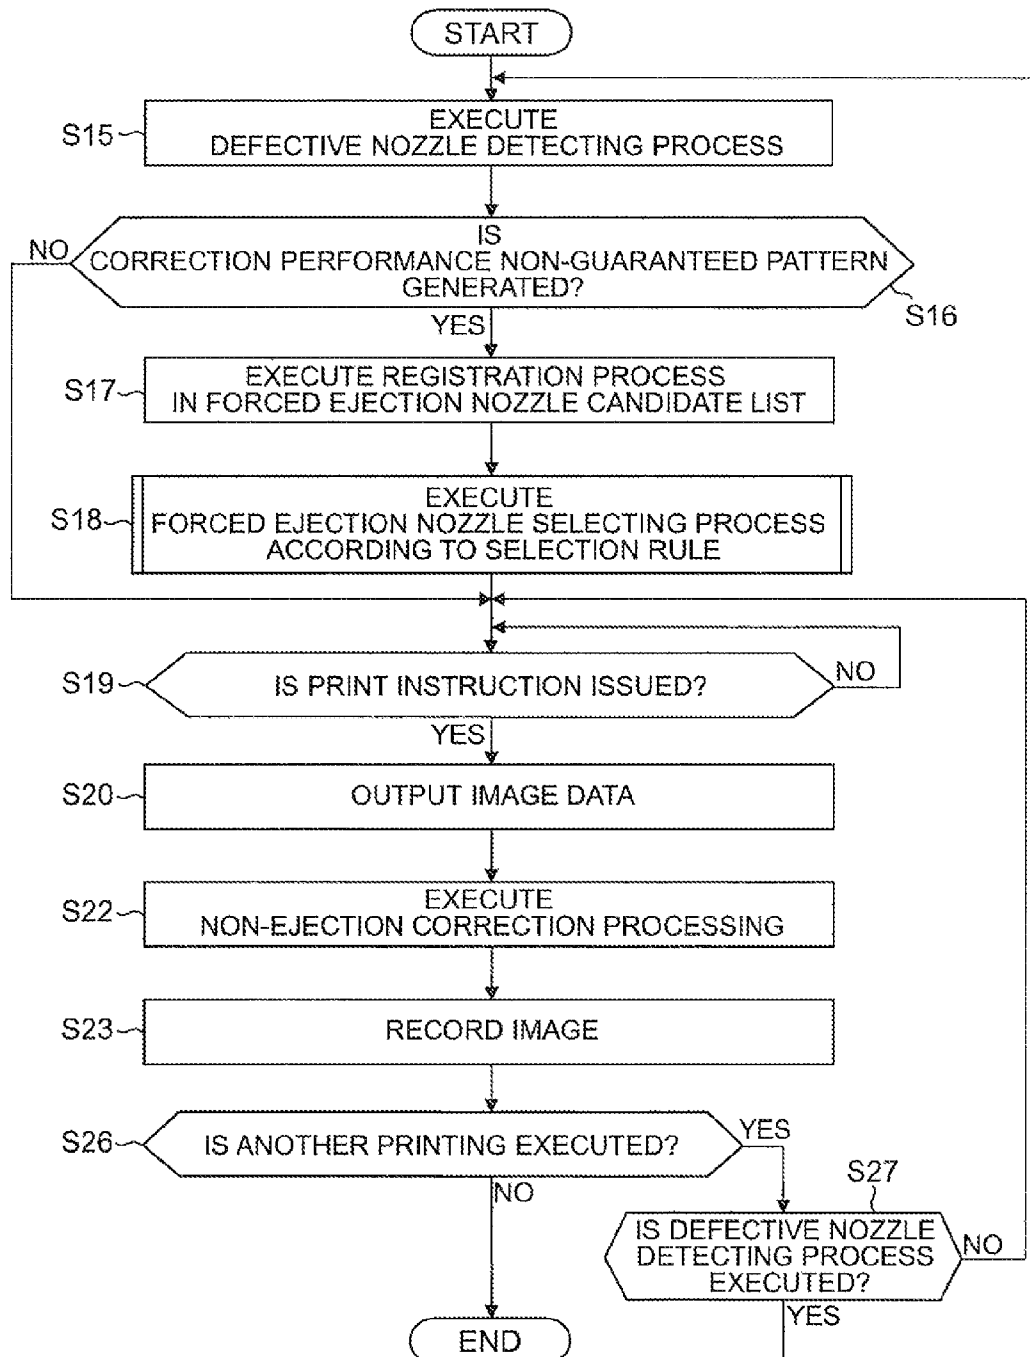 START
S15
EXECUTE
DEFECTIVE NOZZLE DETECTING PROCESS
NO
IS
CORRECTION PERFORMANCE NON-GUARANTEED PATTERN
GENERATED?
S16
YES
S17
EXECUTE REGISTRATION PROCESS
IN FORCED EJECTION NOZZLE CANDIDATE LIST
S18
EXECUTE
FORCED EJECTION NOZZLE SELECTING PROCESS
ACCORDING TO SELECTION RULE
S19
IS PRINT INSTRUCTION ISSUED?
NO
YES
S20
OUTPUT IMAGE DATA
S22
EXECUTE
NON-EJECTION CORRECTION PROCESSING
S23
RECORD IMAGE
S26
IS ANOTHER PRINTING EXECUTED?
YES
NO
S27
IS DEFECTIVE NOZZLE
DETECTING PROCESS
EXECUTED?
NO
YES
END